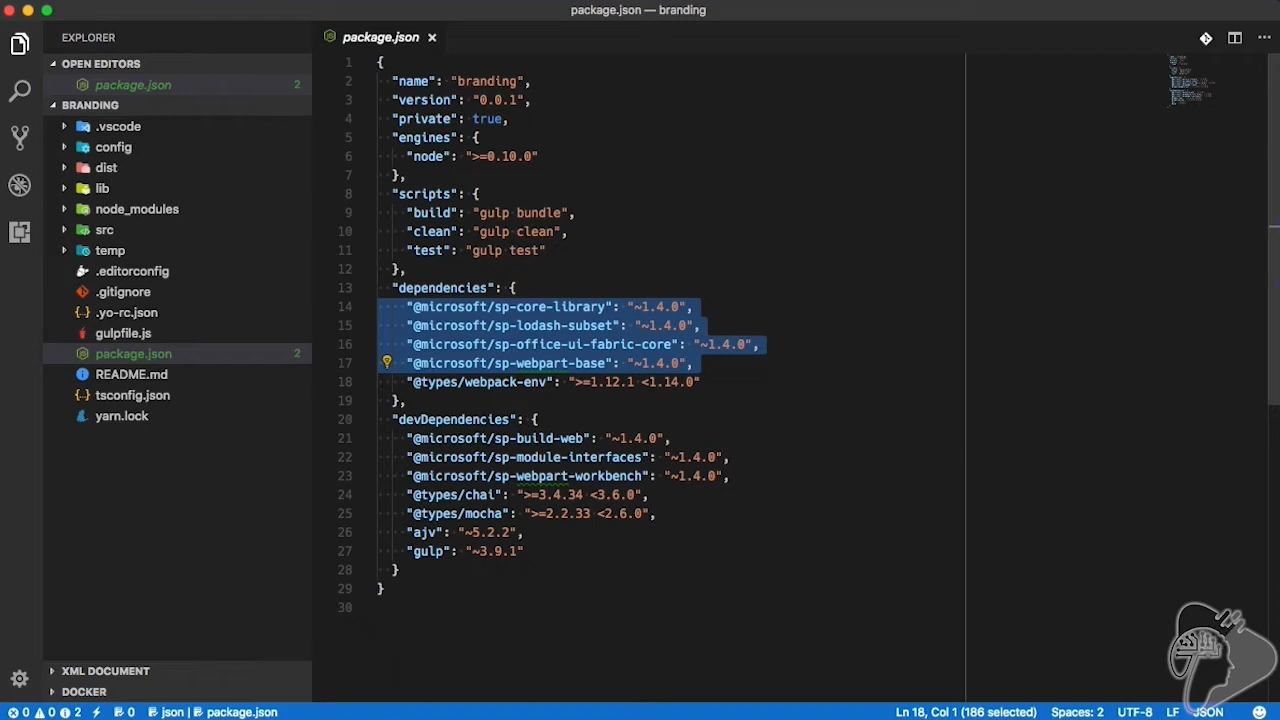 package.json — branding
EXPLORER
OPEN EDITORS
package.json 2
BRANDING
.vscode
config
dist
lib
node_modules
src
temp
.editorconfig
.gitignore
.yo-rc.json
gulpfile.js
package.json 2
README.md
tsconfig.json
yarn.lock
XML DOCUMENT
DOCKER
package.json
1 {
2 "name": "branding",
3 "version": "0.0.1",
4 "private": true,
5 "engines": {
6 "node": ">=0.10.0"
7 },
8 "scripts": {
9 "build": "gulp bundle",
10 "clean": "gulp clean",
11 "test": "gulp test"
12 },
13 "dependencies": {
14 "@microsoft/sp-core-library": "~1.4.0",
15 "@microsoft/sp-lodash-subset": "~1.4.0",
16 "@microsoft/sp-office-ui-fabric-core": "~1.4.0",
17 "@microsoft/sp-webpart-base": "~1.4.0",
18 "@types/webpack-env": ">=1.12.1 <1.14.0"
19 },
20 "devDependencies": {
21 "@microsoft/sp-build-web": "~1.4.0",
22 "@microsoft/sp-module-interfaces": "~1.4.0",
23 "@microsoft/sp-webpart-workbench": "~1.4.0",
24 "@types/chai": ">=3.4.34 <3.6.0",
25 "@types/mocha": ">=2.2.33 <2.6.0",
26 "ajv": "~5.2.2",
27 "gulp": "~3.9.1"
28 }
29 }
30
0 0 2 0 json | package.json Ln 18, Col 1 (186 selected) Spaces: 2 UTF-8 LF JSON